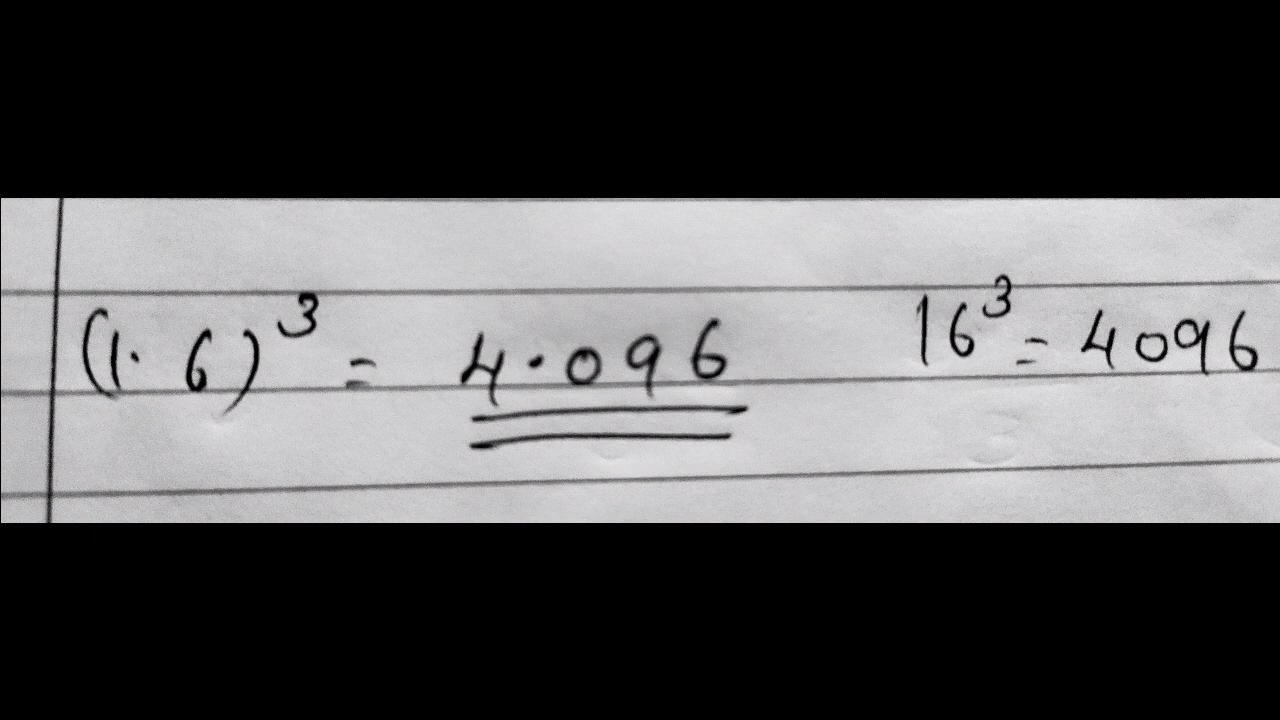 (1.6)³ = 4.096 16³ = 4096